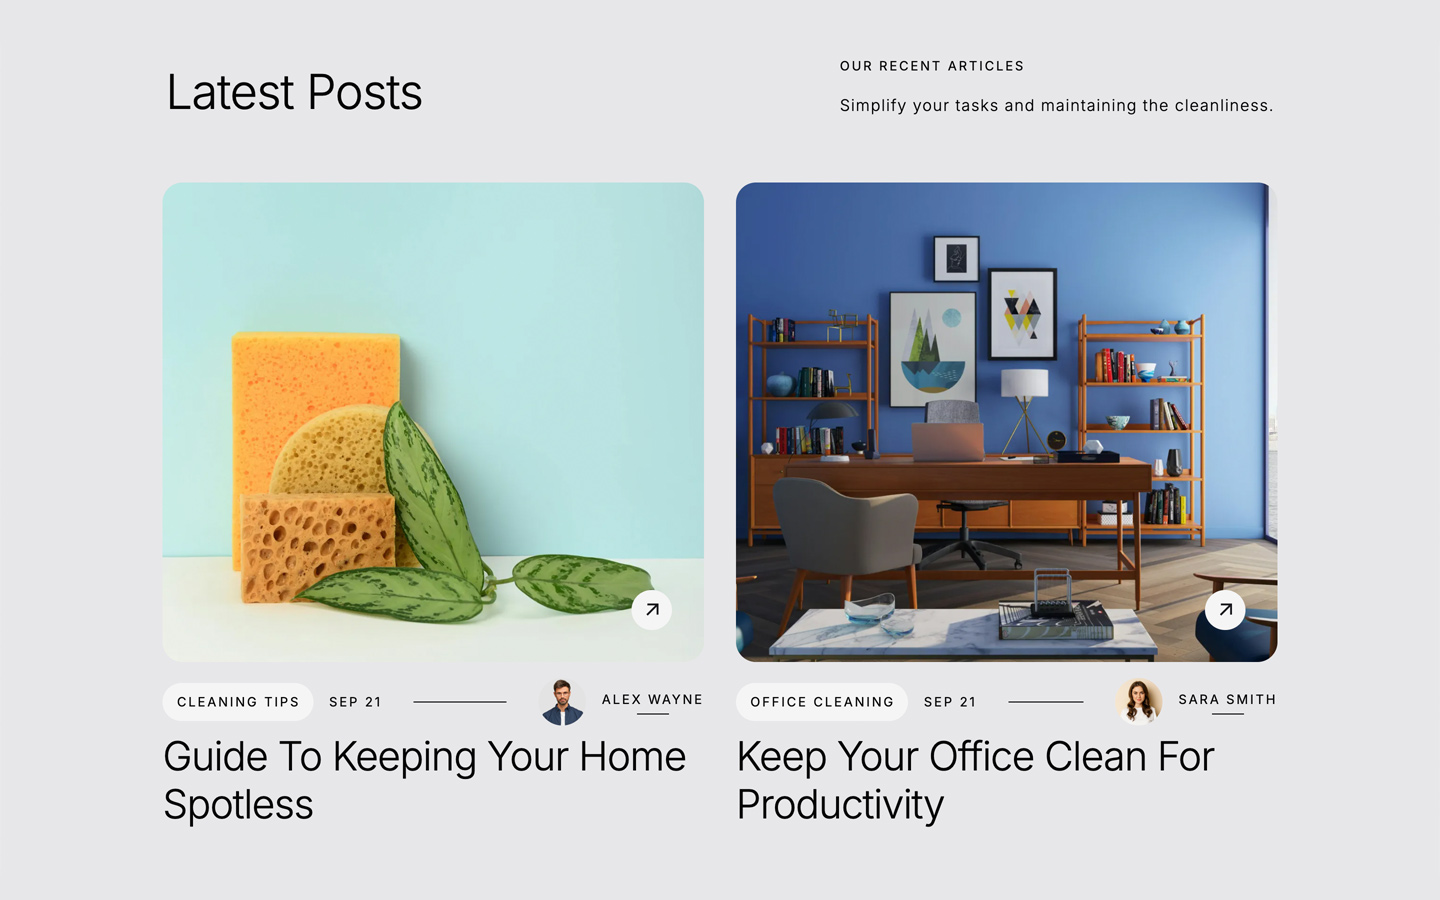 Latest Posts
OUR RECENT ARTICLES
Simplify your tasks and maintaining the cleanliness.
CLEANING TIPS
SEP 21
ALEX WAYNE
Guide To Keeping Your Home
Spotless
OFFICE CLEANING
SEP 21
SARA SMITH
Keep Your Office Clean For
Productivity